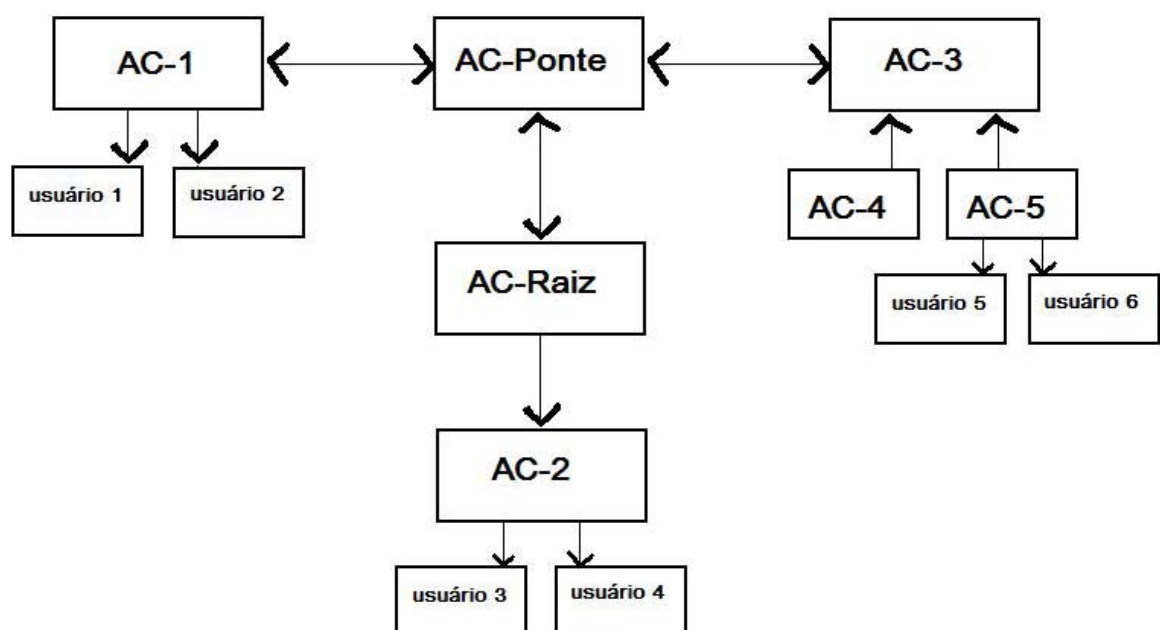 AC-1
AC-Ponte
AC-3
usuário 1
usuário 2
AC-4
AC-5
AC-Raiz
usuário 5
usuário 6
AC-2
usuário 3
usuário 4